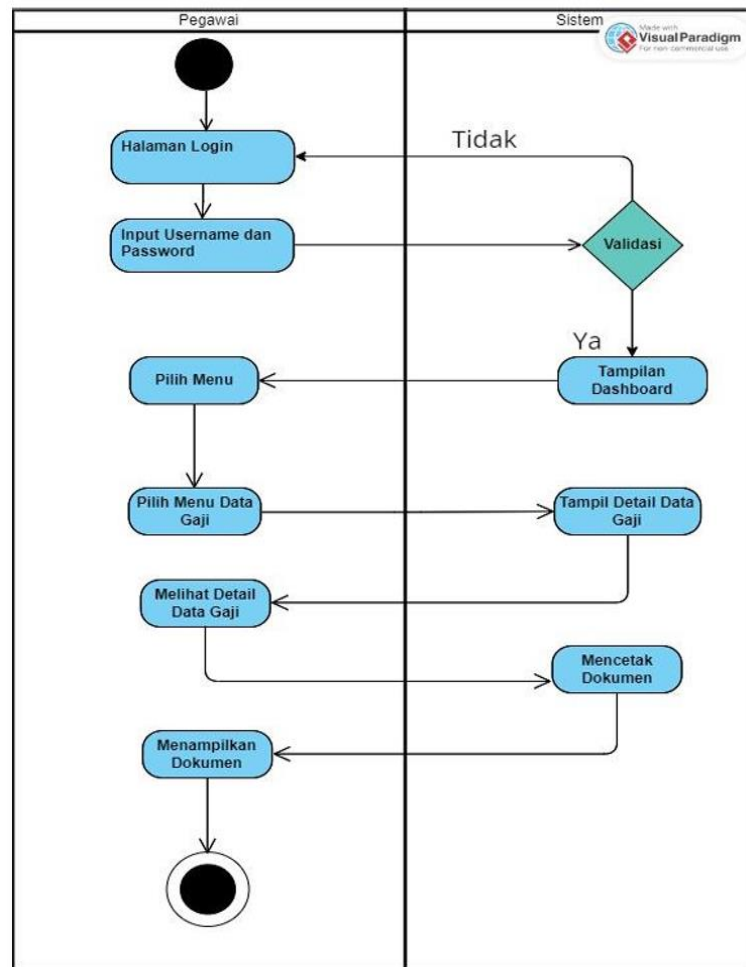 Pegawai
Sistem
Made with
Visual Paradigm
For non-commercial use
Halaman Login
Tidak
Input Username dan
Password
Validasi
Ya
Pilih Menu
Tampilan
Dashboard
Pilih Menu Data
Gaji
Tampil Detail Data
Gaji
Melihat Detail
Data Gaji
Mencetak
Dokumen
Menampilkan
Dokumen